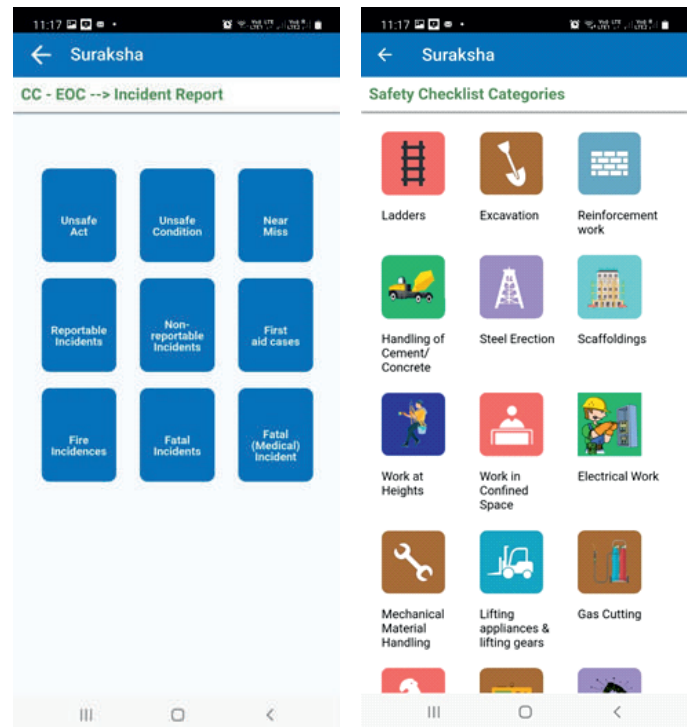 11:17
Suraksha
CC - EOC --> Incident Report
Unsafe
Act
Unsafe
Condition
Near
Miss
Reportable
Incidents
Non-
reportable
Incidents
First
aid cases
Fire
Incidences
Fatal
Incidents
Fatal
(Medical)
Incident
11:17
Suraksha
Safety Checklist Categories
Ladders
Excavation
Reinforcement
work
Handling of
Cement/
Concrete
Steel Erection
Scaffoldings
Work at
Heights
Work in
Confined
Space
Electrical Work
Mechanical
Material
Handling
Lifting
appliances &
lifting gears
Gas Cutting